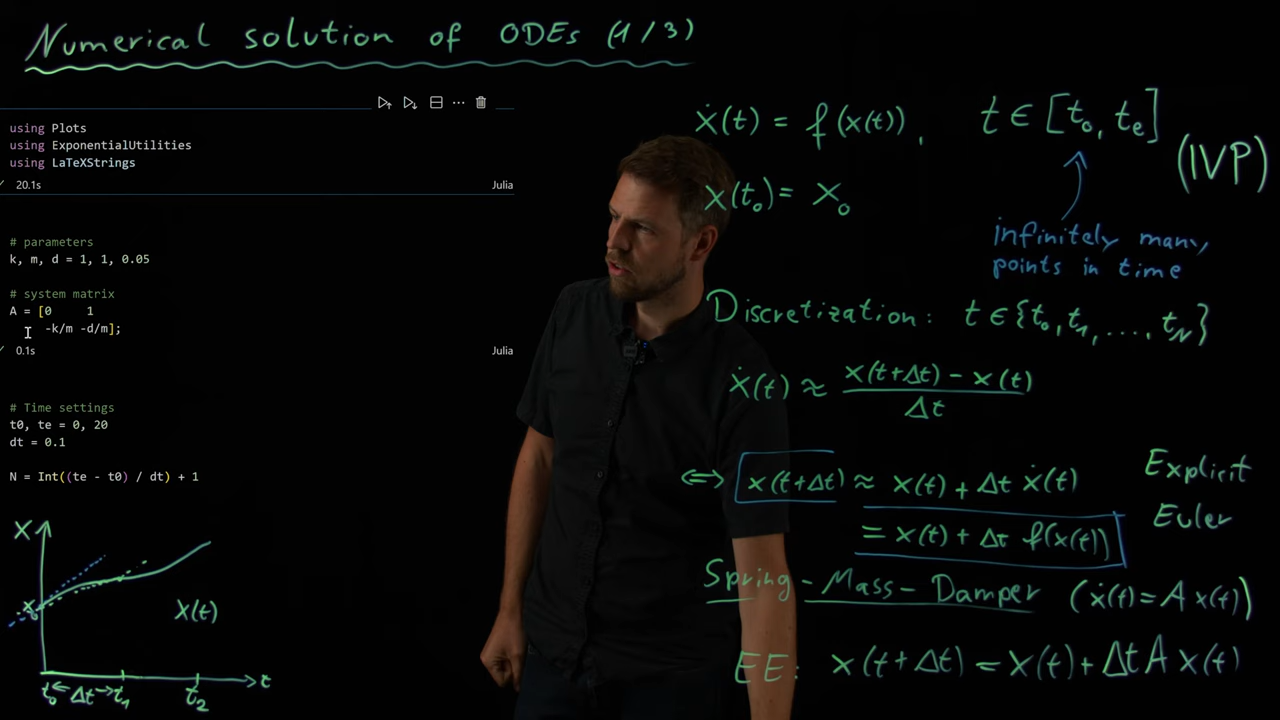 Numerical solution of ODEs (1/3)
using Plots
using ExponentialUtilities
using LaTeXStrings
20.1s Julia
# parameters
k, m, d = 1, 1, 0.05
# system matrix
A = [0 1
-k/m -d/m];
0.1s Julia
# Time settings
t0, te = 0, 20
dt = 0.1
N = Int((te - t0) / dt) + 1
X
x₀
X(t)
t₀ ← Δt → t₁ t₂ t
ẋ(t) = f(x(t)), t ∈ [t₀, tₑ]
(IVP)
x(t₀) = x₀
infinitely many
points in time
Discretization: t ∈ {t₀, t₁, ...., t_N}
ẋ(t) ≈ (x(t+Δt) - x(t)) / Δt
⇔ x(t+Δt) ≈ x(t) + Δt ẋ(t)
= x(t) + Δt f(x(t))
Explicit
Euler
Spring-Mass-Damper (ẋ(t) = A x(t))
EE: x(t+Δt) = x(t) + Δt A x(t)